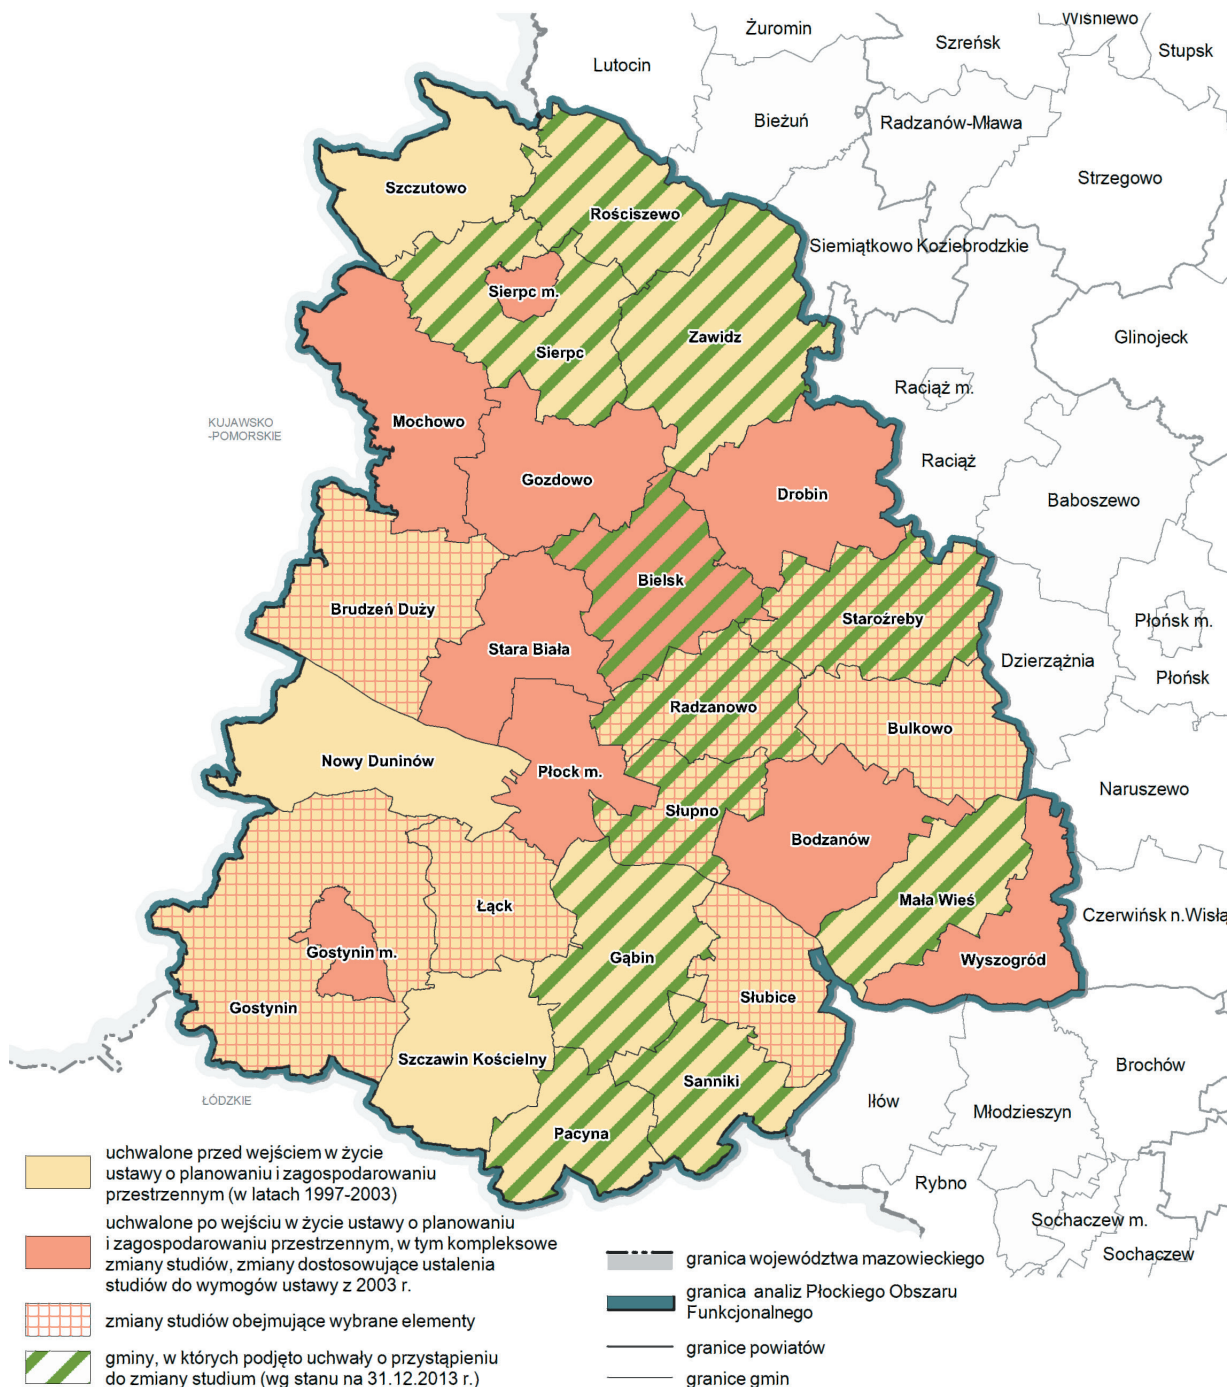 Żuromin
Wiśniewo
Szreńsk
Stupsk
Lutocin
Bieżuń
Radzanów-Mława
Strzegowo
Szczutowo
Rościszewo
Siemiątkowo Koziebrodzkie
Sierpc m.
Zawidz
Glinojeck
Sierpc
Raciąż m.
Mochowo
KUJAWSKO
-POMORSKIE
Raciąż
Gozdowo
Drobin
Baboszewo
Bielsk
Brudzeń Duży
Staroźreby
Płońsk m.
Stara Biała
Dzierzążnia
Płońsk
Radzanowo
Bulkowo
Nowy Duninów
Płock m.
Naruszewo
Słupno
Bodzanów
Mała Wieś
Łąck
Czerwińsk n.Wisłą
Gostynin m.
Gąbin
Wyszogród
Słubice
Gostynin
Szczawin Kościelny
Brochów
Sanniki
Iłów
ŁÓDZKIE
Młodzieszyn
Pacyna
Rybno
Sochaczew m.
Sochaczew
uchwalone przed wejściem w życie
ustawy o planowaniu i zagospodarowaniu
przestrzennym (w latach 1997-2003)
uchwalone po wejściu w życie ustawy o planowaniu
i zagospodarowaniu przestrzennym, w tym kompleksowe
zmiany studiów, zmiany dostosowujące ustalenia
studiów do wymogów ustawy z 2003 r.
zmiany studiów obejmujące wybrane elementy
gminy, w których podjęto uchwały o przystąpieniu
do zmiany studium (wg stanu na 31.12.2013 r.)
granica województwa mazowieckiego
granica analiz Płockiego Obszaru
Funkcjonalnego
granice powiatów
granice gmin